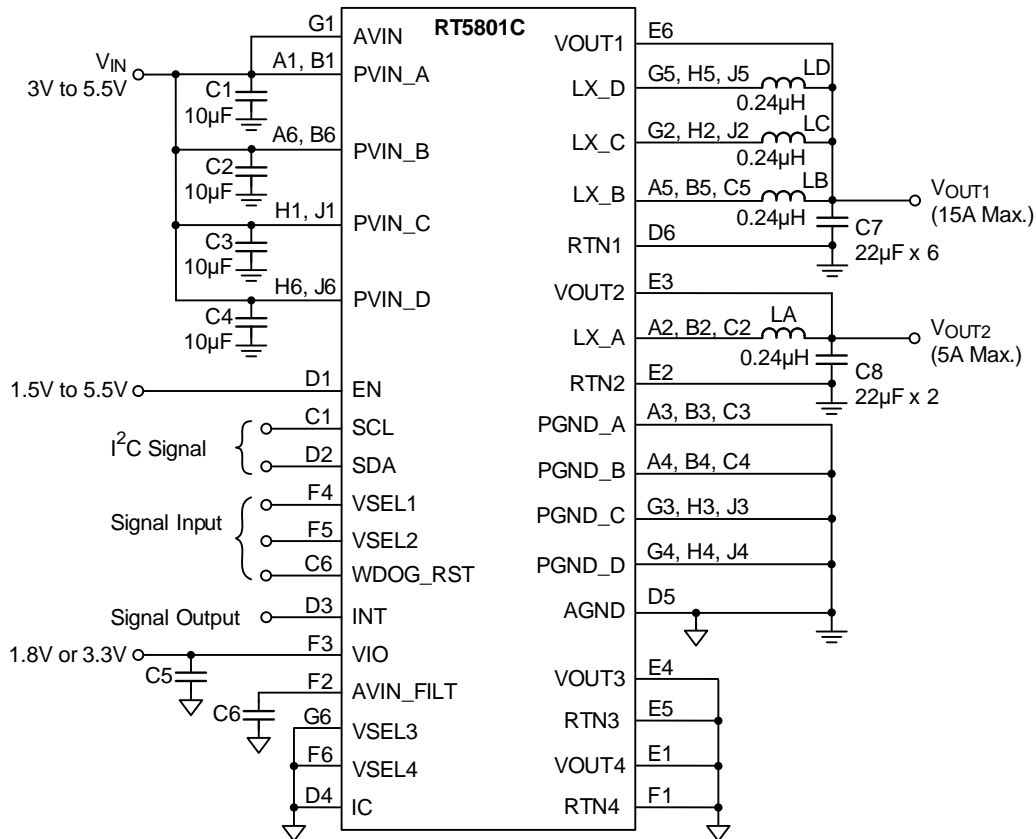 RT5801C
G1
AVIN
VIN
3V to 5.5V
A1, B1
PVIN_A
C1
10µF
A6, B6
PVIN_B
C2
10µF
H1, J1
PVIN_C
C3
10µF
H6, J6
PVIN_D
C4
10µF
1.5V to 5.5V
D1
EN
I2C Signal
C1
SCL
D2
SDA
Signal Input
F4
VSEL1
F5
VSEL2
C6
WDOG_RST
Signal Output
D3
INT
1.8V or 3.3V
F3
VIO
C5
F2
AVIN_FILT
C6
G6
VSEL3
F6
VSEL4
D4
IC
VOUT1
E6
LX_D
G5, H5, J5
LD
0.24µH
LX_C
G2, H2, J2
LC
0.24µH
LX_B
A5, B5, C5
LB
0.24µH
VOUT1
(15A Max.)
RTN1
D6
C7
22µF x 6
VOUT2
E3
LX_A
A2, B2, C2
LA
0.24µH
VOUT2
(5A Max.)
RTN2
E2
C8
22µF x 2
PGND_A
A3, B3, C3
PGND_B
A4, B4, C4
PGND_C
G3, H3, J3
PGND_D
G4, H4, J4
AGND
D5
VOUT3
E4
RTN3
E5
VOUT4
E1
RTN4
F1